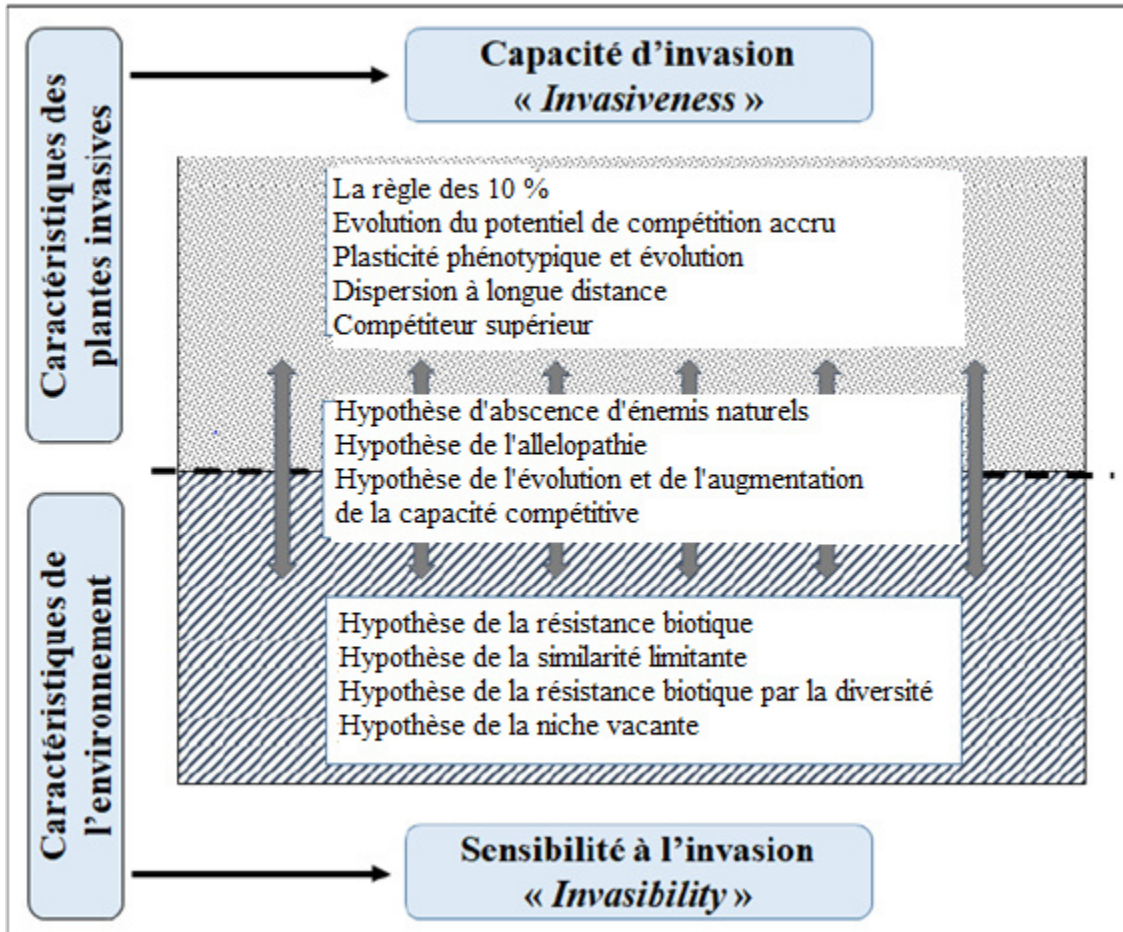 Caractéristiques des
plantes invasives
Capacité d’invasion
« Invasiveness »
La règle des 10 %
Evolution du potentiel de compétition accru
Plasticité phénotypique et évolution
Dispersion à longue distance
Compétiteur supérieur
Hypothèse d'abscence d'énemis naturels
Hypothèse de l'allelopathie
Hypothèse de l'évolution et de l'augmentation
de la capacité compétitive
Caractéristiques de
l’environnement
Hypothèse de la résistance biotique
Hypothèse de la similarité limitante
Hypothèse de la résistance biotique par la diversité
Hypothèse de la niche vacante
Sensibilité à l’invasion
« Invasibility »